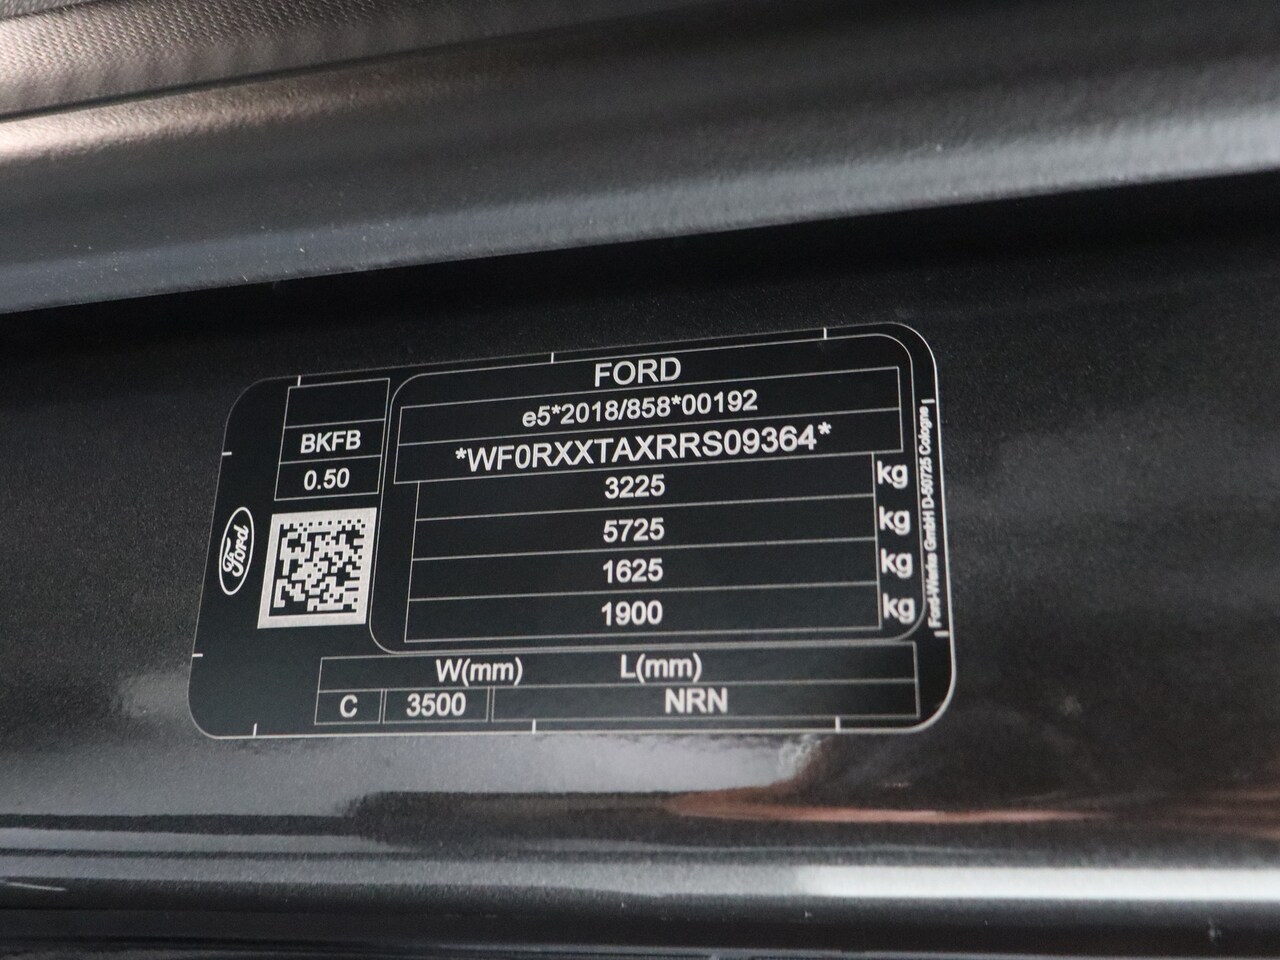 FORD
e5*2018/858*00192
*WF0RXXTAXRRS09364*
3225 kg
5725 kg
1625 kg
1900 kg
BKFB
0.50
Ford
W(mm) L(mm)
C 3500 NRN
Ford-Werke GmbH D-50725 Cologne